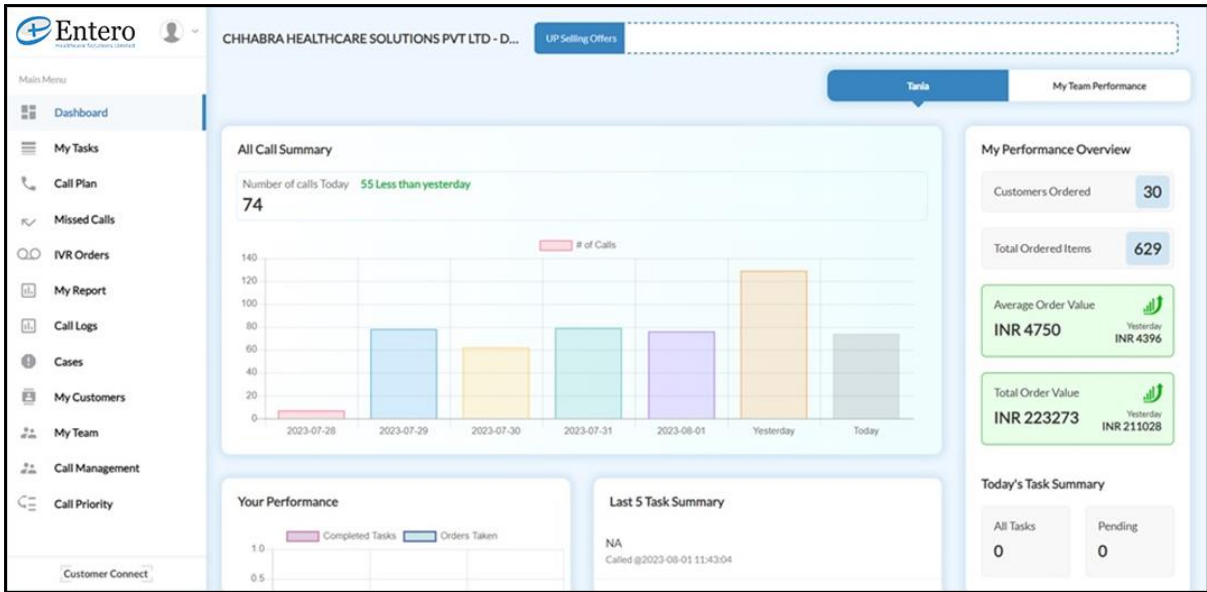 Entero
Healthcare Solutions Limited
CHHABRA HEALTHCARE SOLUTIONS PVT LTD - D...
UP Selling Offers
Main Menu
Dashboard
My Tasks
Call Plan
Missed Calls
IVR Orders
My Report
Call Logs
Cases
My Customers
My Team
Call Management
Call Priority
Customer Connect
Tania
My Team Performance
All Call Summary
Number of calls Today 55 Less than yesterday
74
# of Calls
140
120
100
80
60
40
20
0
2023-07-28 2023-07-29 2023-07-30 2023-07-31 2023-08-01 Yesterday Today
My Performance Overview
Customers Ordered 30
Total Ordered Items 629
Average Order Value
INR 4750
Yesterday
INR 4396
Total Order Value
INR 223273
Yesterday
INR 211028
Today's Task Summary
All Tasks
0
Pending
0
Your Performance
Completed Tasks Orders Taken
1.0
0.5
Last 5 Task Summary
NA
Called @2023-08-01 11:43:04